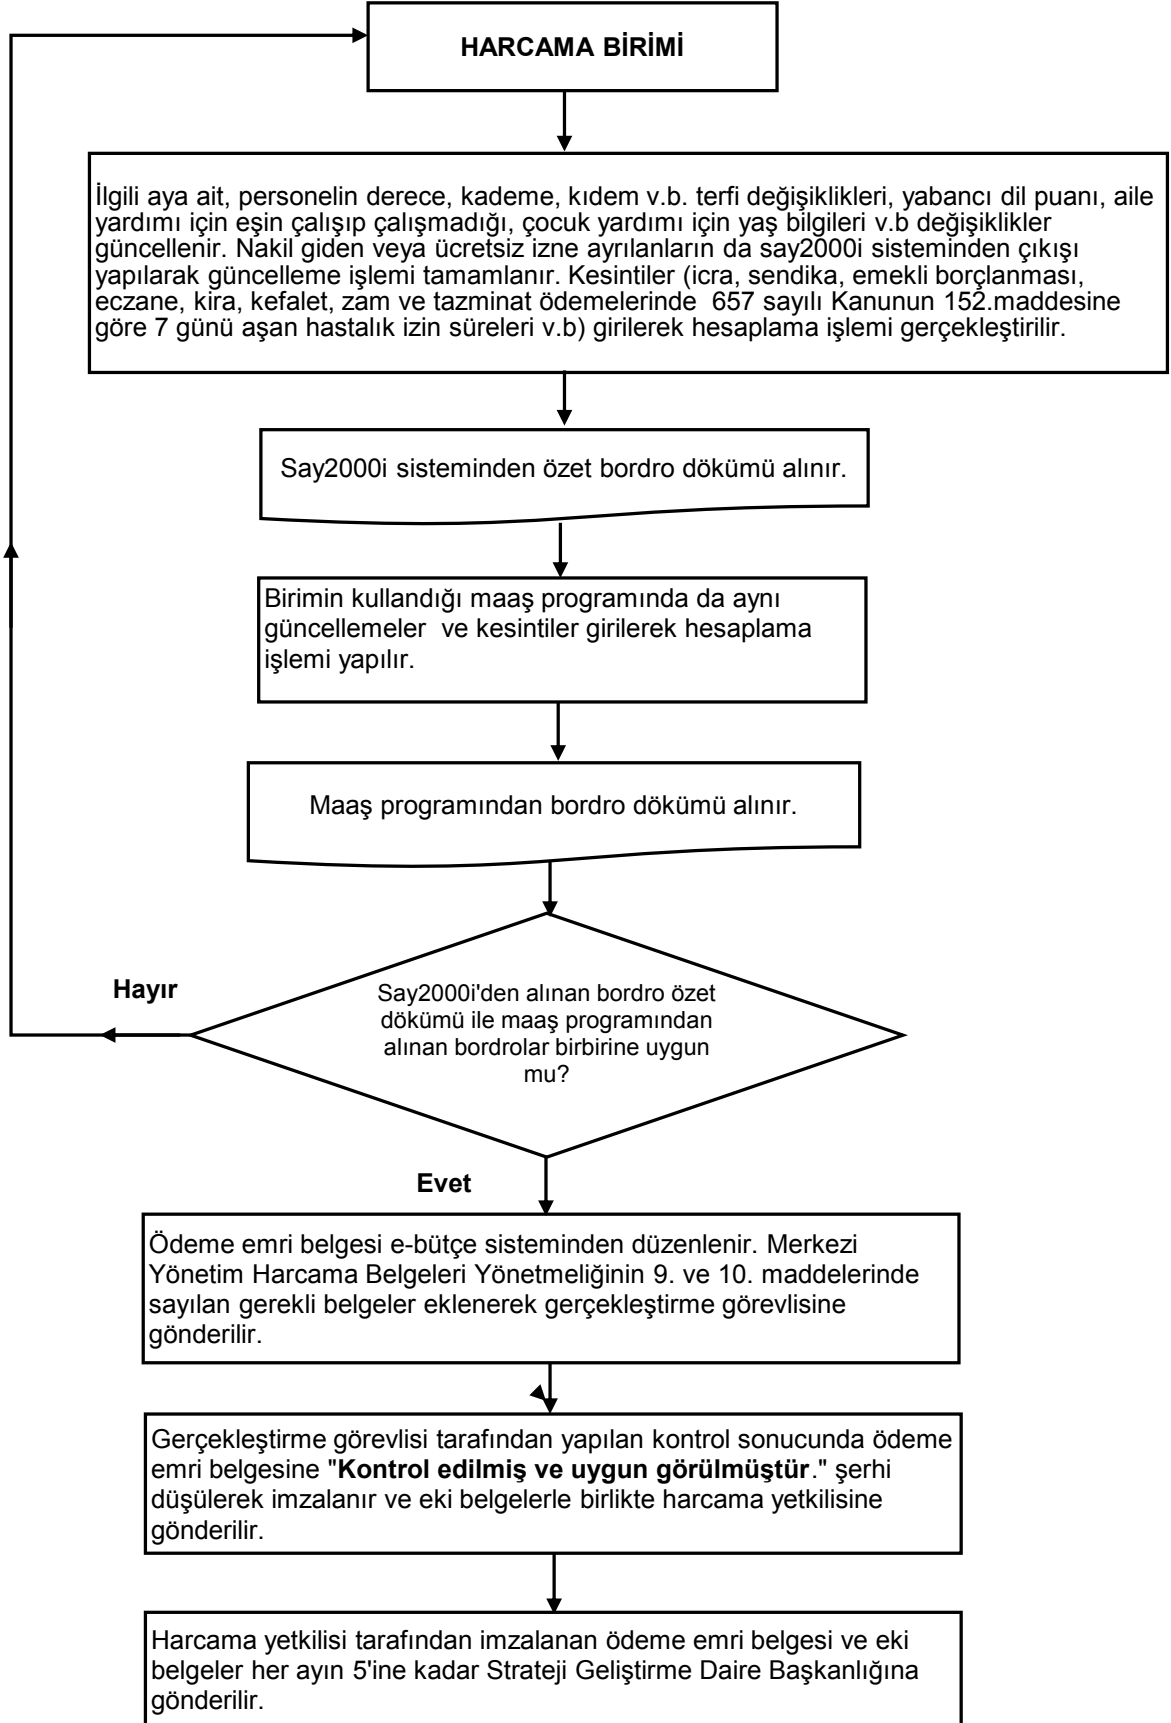 HARCAMA BİRİMİ
İlgili aya ait, personelin derece, kademe, kıdem v.b. terfi değişiklikleri, yabancı dil puanı, aile
yardımı için eşin çalışıp çalışmadığı, çocuk yardımı için yaş bilgileri v.b değişiklikler
güncellenir. Nakil giden veya ücretsiz izne ayrılanların da say2000i sisteminden çıkışı
yapılarak güncelleme işlemi tamamlanır. Kesintiler (icra, sendika, emekli borçlanması,
eczane, kira, kefalet, zam ve tazminat ödemelerinde  657 sayılı Kanunun 152.maddesine
göre 7 günü aşan hastalık izin süreleri v.b) girilerek hesaplama işlemi gerçekleştirilir.
Say2000i sisteminden özet bordro dökümü alınır.
Birimin kullandığı maaş programında da aynı
güncellemeler  ve kesintiler girilerek hesaplama
işlemi yapılır.
Maaş programından bordro dökümü alınır.
Hayır
Say2000i'den alınan bordro özet
dökümü ile maaş programından
alınan bordrolar birbirine uygun
mu?
Evet
Ödeme emri belgesi e-bütçe sisteminden düzenlenir. Merkezi
Yönetim Harcama Belgeleri Yönetmeliğinin 9. ve 10. maddelerinde
sayılan gerekli belgeler eklenerek gerçekleştirme görevlisine
gönderilir.
Gerçekleştirme görevlisi tarafından yapılan kontrol sonucunda ödeme
emri belgesine "Kontrol edilmiş ve uygun görülmüştür." şerhi
düşülerek imzalanır ve eki belgelerle birlikte harcama yetkilisine
gönderilir.
Harcama yetkilisi tarafından imzalanan ödeme emri belgesi ve eki
belgeler her ayın 5'ine kadar Strateji Geliştirme Daire Başkanlığına
gönderilir.